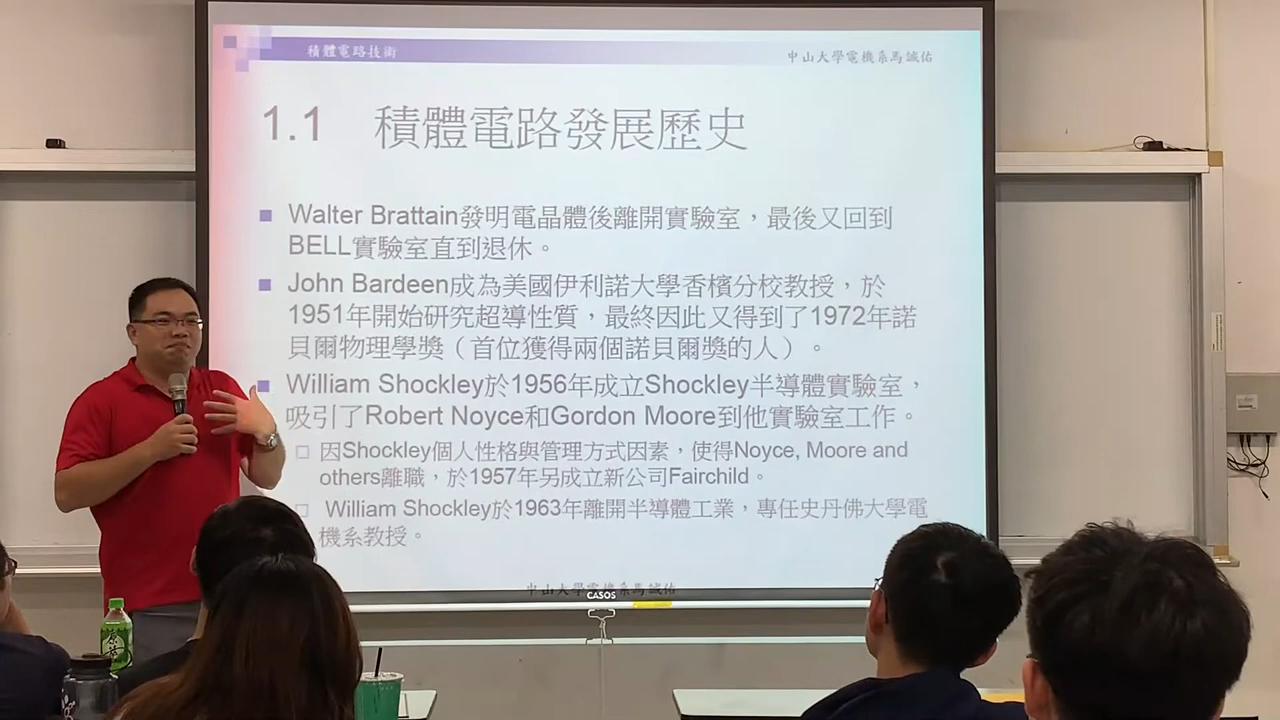 積體電路技術
中山大學電機系馬誠佑
1.1 積體電路發展歷史
Walter Brattain發明電晶體後離開實驗室，最後又回到
BELL實驗室直到退休。
John Bardeen成為美國伊利諾大學香檳分校教授，於
1951年開始研究超導性質，最終因此又得到了1972年諾
貝爾物理學獎（首位獲得兩個諾貝爾獎的人）。
William Shockley於1956年成立Shockley半導體實驗室，
吸引了Robert Noyce和Gordon Moore到他實驗室工作。
因Shockley個人性格與管理方式因素，使得Noyce, Moore and
others離職，於1957年另成立新公司Fairchild。
William Shockley於1963年離開半導體工業，專任史丹佛大學電
機系教授。
中山大學電機系馬誠佑
CASOS